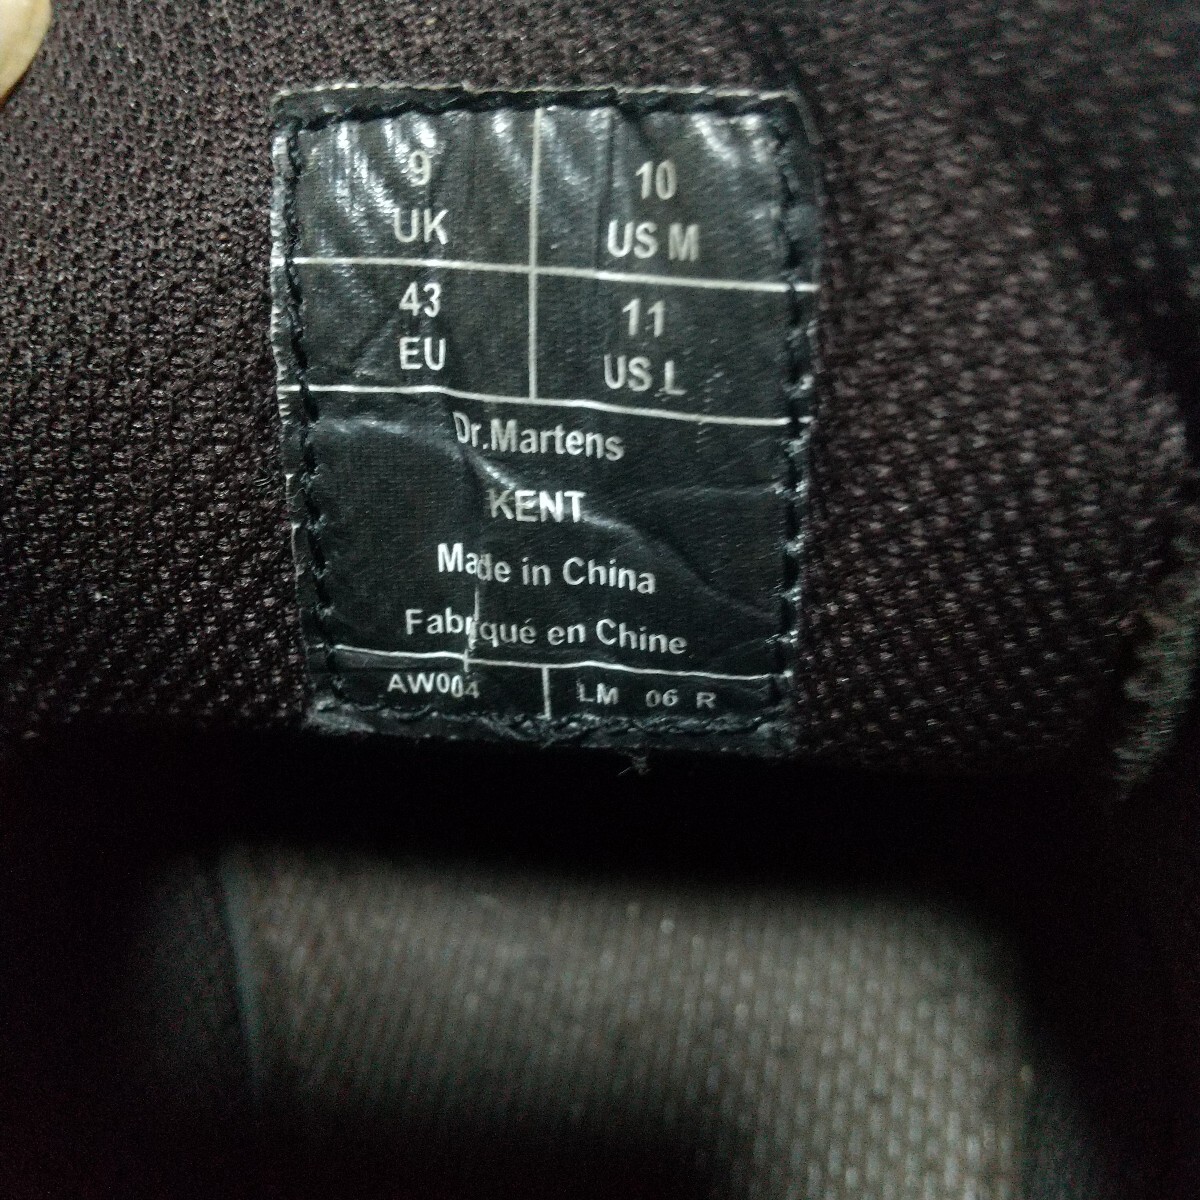 9
UK
10
US M
43
EU
11
US L
Dr.Martens
KENT
Made in China
Fabriqué en Chine
AW004
LM 06 R